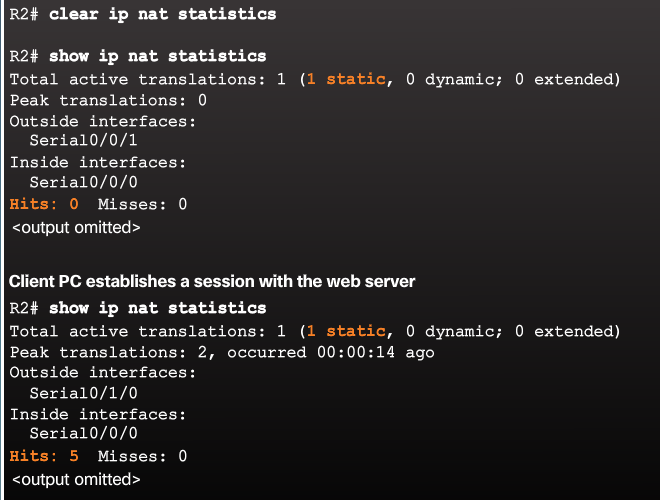 R2# clear ip nat statistics
R2# show ip nat statistics
Total active translations: 1 (1 static, 0 dynamic; 0 extended)
Peak translations: 0
Outside interfaces:
Serial0/0/1
Inside interfaces:
Serial0/0/0
Hits: 0 Misses: 0
<output omitted>
Client PC establishes a session with the web server
R2# show ip nat statistics
Total active translations: 1 (1 static, 0 dynamic; 0 extended)
Peak translations: 2, occurred 00:00:14 ago
Outside interfaces:
Serial0/1/0
Inside interfaces:
Serial0/0/0
Hits: 5 Misses: 0
<output omitted>